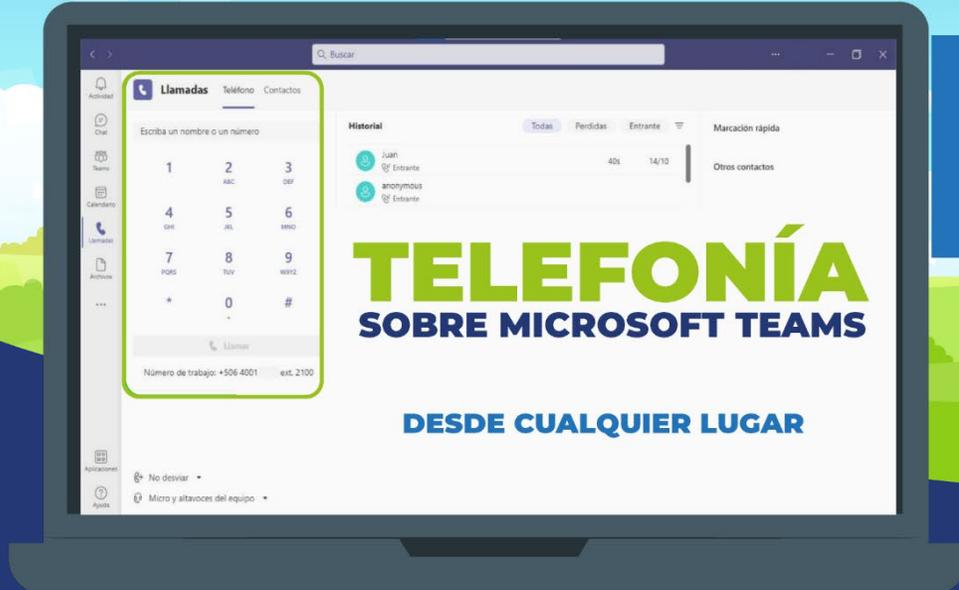 Buscar
Actividad
Chat
Teams
Calendario
Llamadas
Archivos
Aplicaciones
Ayuda
Llamadas Teléfono Contactos
Escriba un nombre o un número
1 2 3
ABC DEF
4 5 6
GHI JKL MNO
7 8 9
PQRS TUV WXYZ
* 0 #
+
Llamar
Número de trabajo: +506 4001 ext. 2100
No desviar
Micro y altavoces del equipo
Historial Todas Perdidas Entrante
Juan
Entrante 40s 14/10
anonymous
Entrante
Marcación rápida
Otros contactos
TELEFONÍA
SOBRE MICROSOFT TEAMS
DESDE CUALQUIER LUGAR